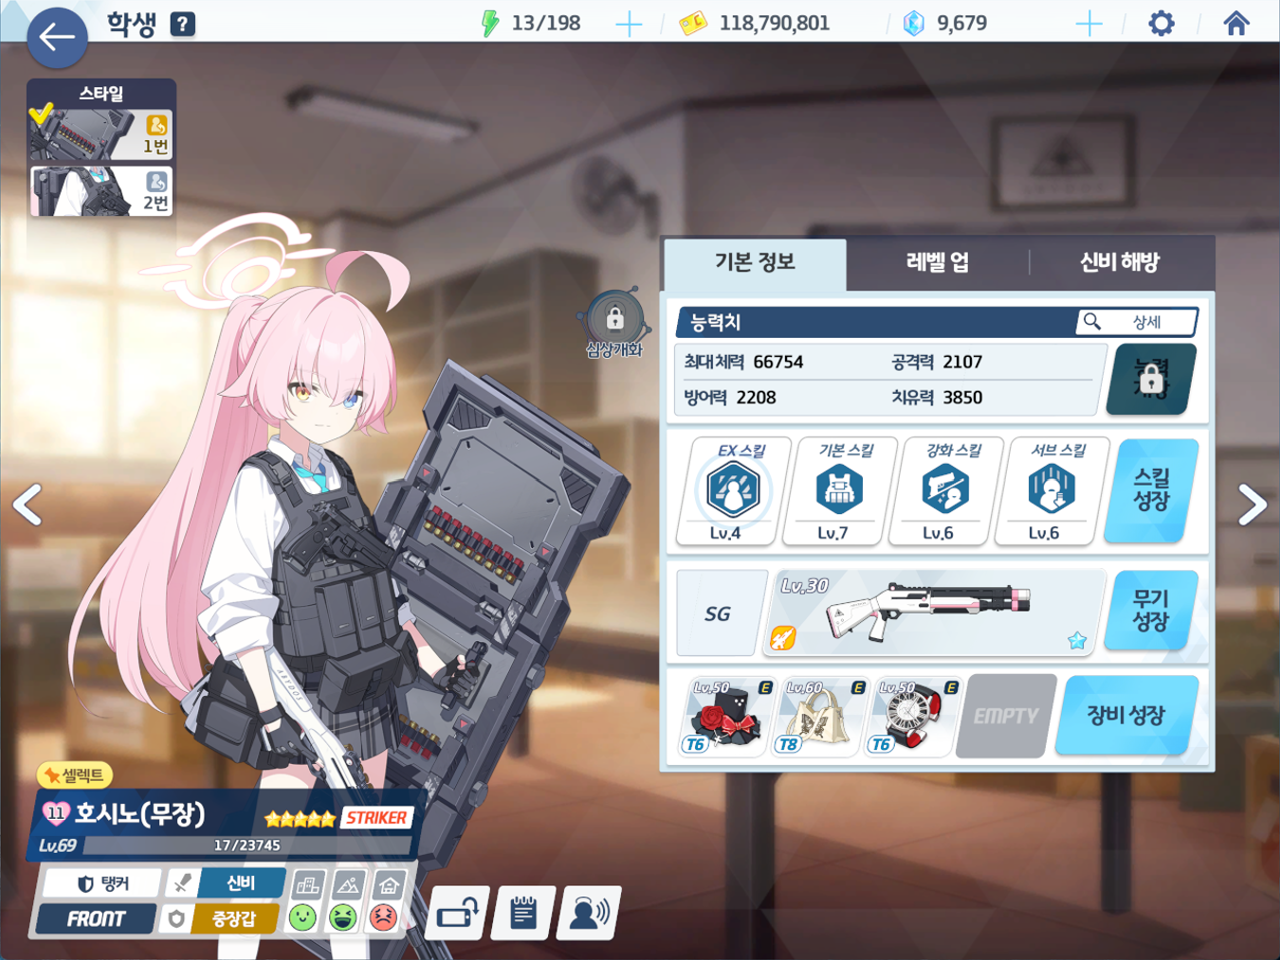 학생 ?
13/198
118,790,801
9,679
스타일
1번
2번
심상개화
기본 정보
레벨 업
신비 해방
능력치
상세
최대 체력 66754
공격력 2107
방어력 2208
치유력 3850
EX 스킬
기본 스킬
강화 스킬
서브 스킬
Lv.4
Lv.7
Lv.6
Lv.6
스킬
성장
SG
Lv.30
무기
성장
Lv.50 E
T6
Lv.60 E
T8
Lv.50 E
T6
EMPTY
장비 성장
ABYDOS
셀렉트
11 호시노(무장)
STRIKER
Lv.69
17/23745
탱커
신비
FRONT
중장갑